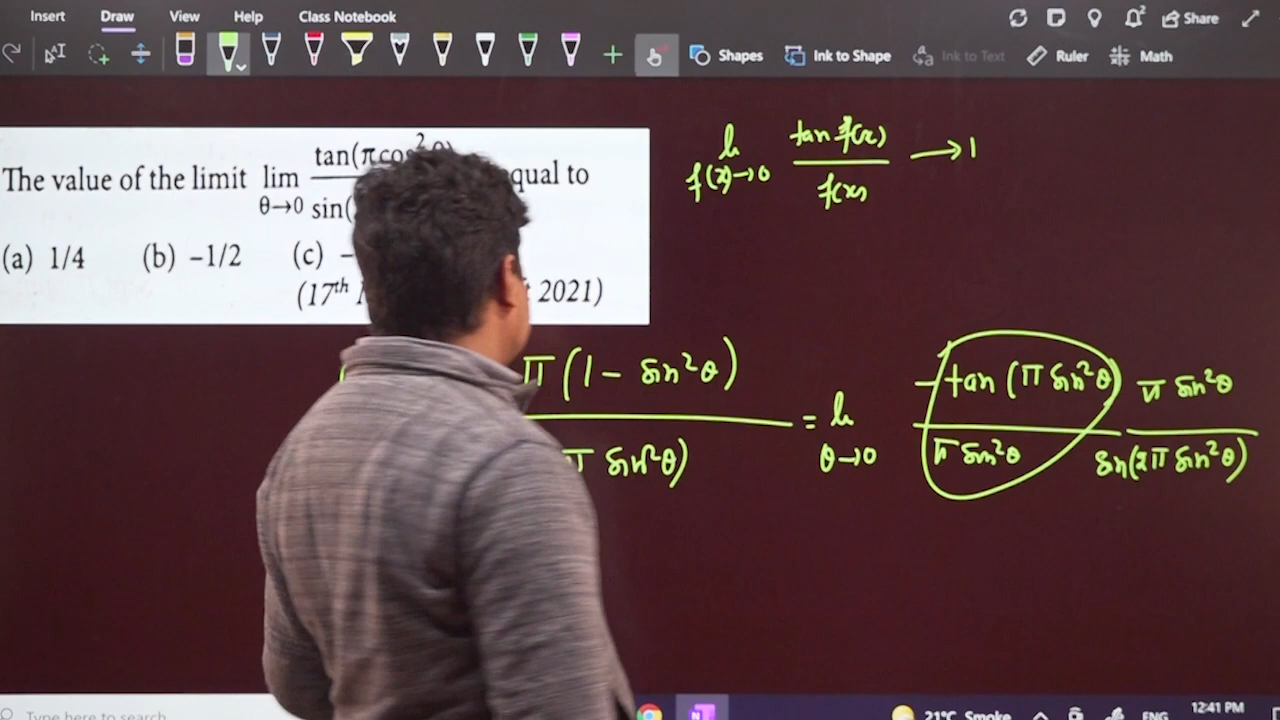 Insert Draw View Help Class Notebook Share
Shapes Ink to Shape Ink to Text Ruler Math
The value of the limit lim θ→0 tan(πcos² sin( qual to
(a) 1/4 (b) −1/2 (c) −
(17ᵗʰ 2021)
f(x)→0 tan f(x) / f(x) → 1
π(1 − sin²θ) / π sin²θ) = θ→0 − tan(π sin²θ) / π sin²θ π sin²θ / sin(2π sin²θ)
Type here to search 21°C Smoke ENG 12:41 PM